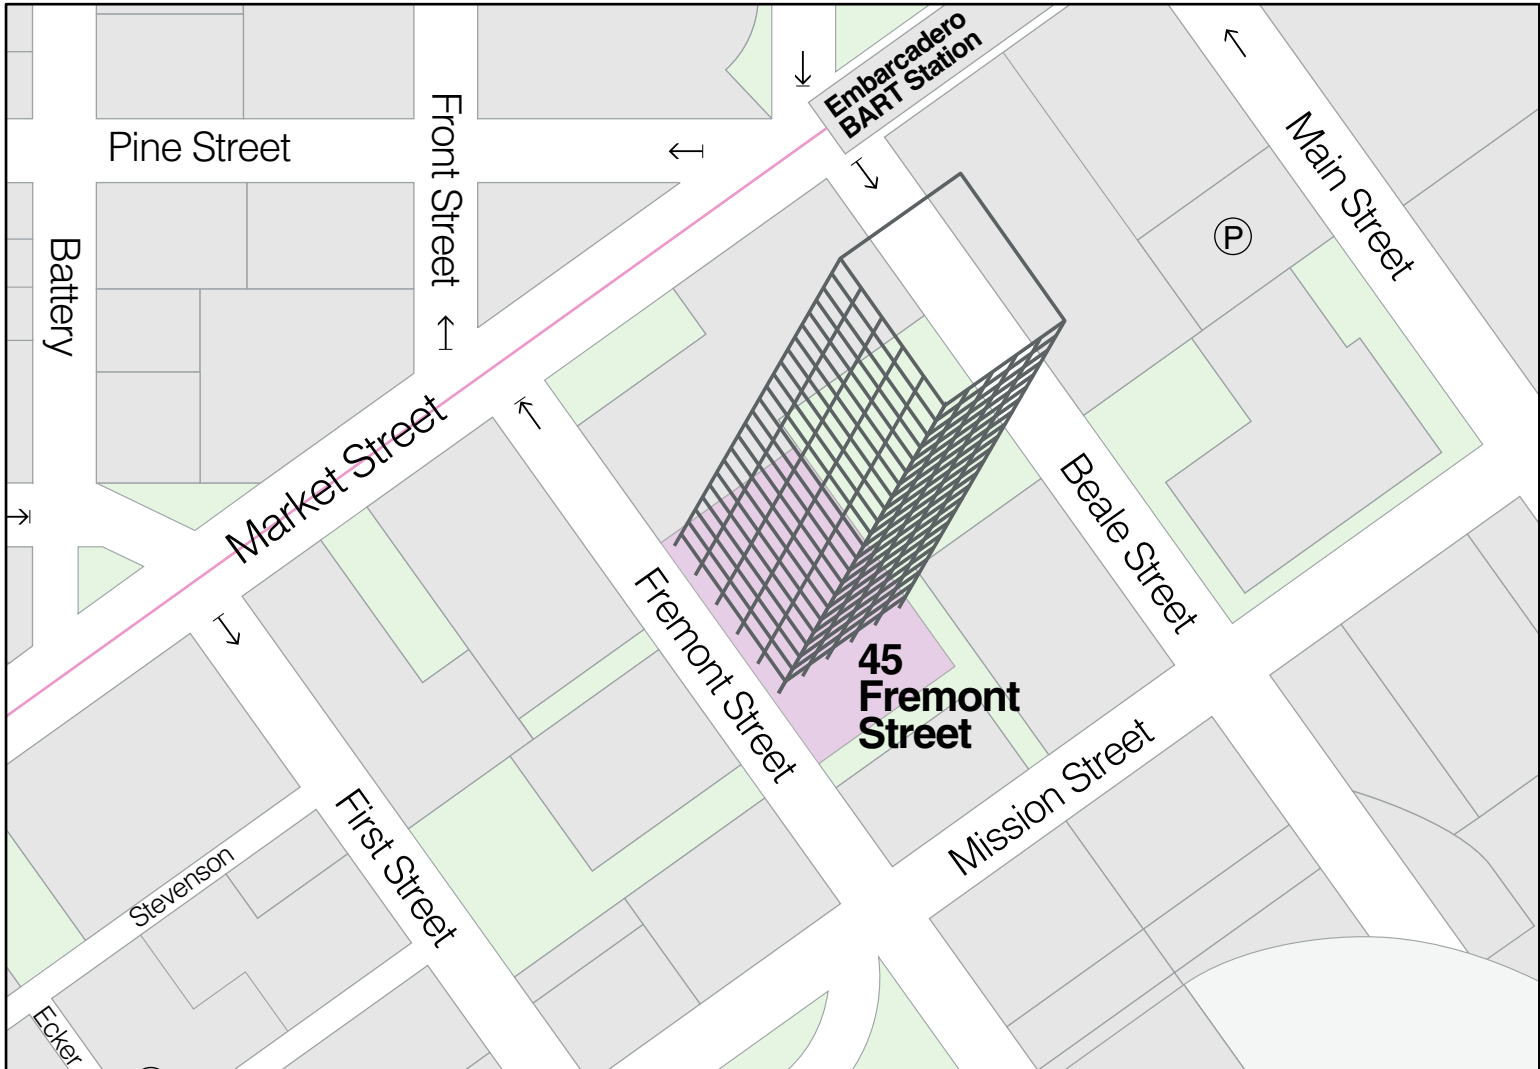 Embarcadero
BART Station
Pine Street
Front Street
Main Street
P
Battery
Market Street
Beale Street
Fremont Street
45
Fremont
Street
Mission Street
First Street
Stevenson
Ecker